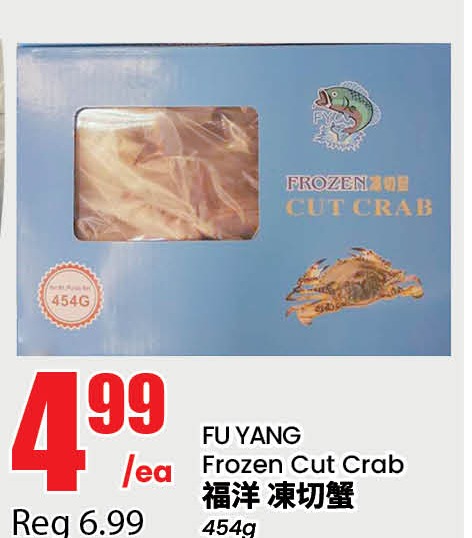 FROZEN凍切蟹
CUT CRAB
454G
4.99
/ea
Reg 6.99
FU YANG
Frozen Cut Crab
福洋 凍切蟹
454g